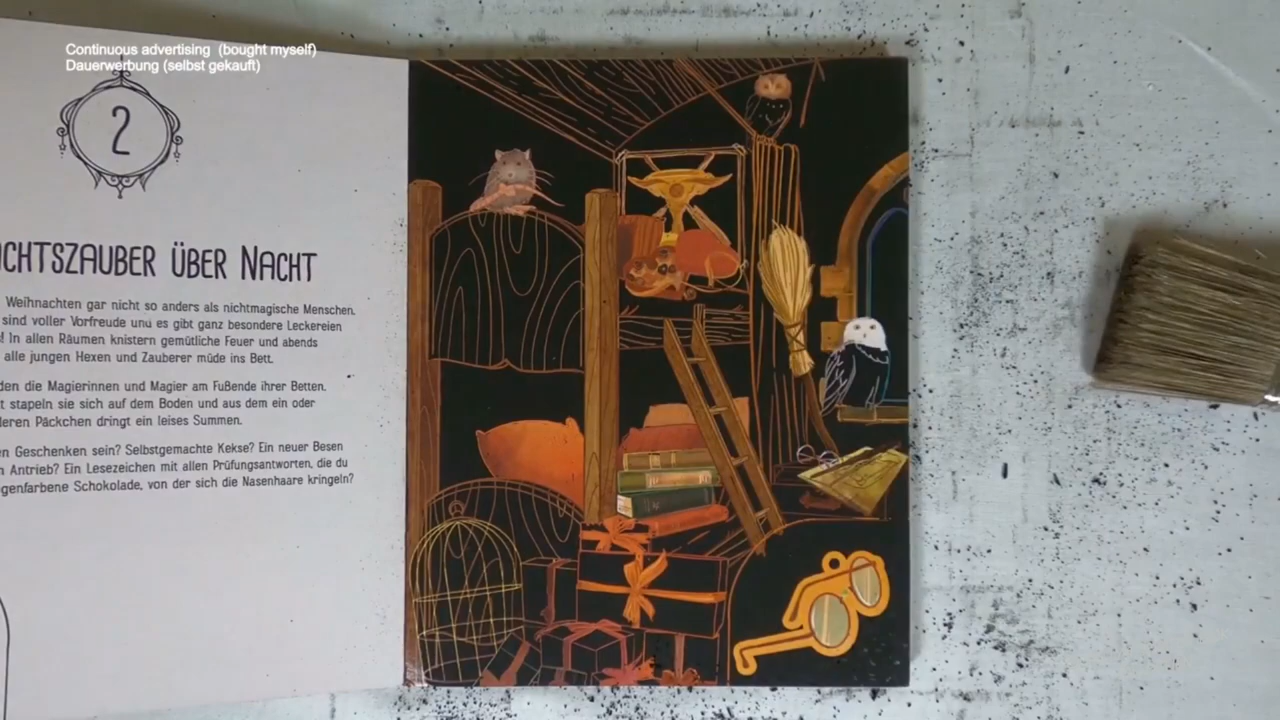 Continuous advertising (bought myself)
Dauerwerbung (selbst gekauft)
2
CHTSZAUBER ÜBER NACHT
Weihnachten gar nicht so anders als nichtmagische Menschen.
sind voller Vorfreude und es gibt ganz besondere Leckereien
! In allen Räumen knistern gemütliche Feuer und abends
alle jungen Hexen und Zauberer müde ins Bett.
den die Magierinnen und Magier am Fußende ihrer Betten.
t stapeln sie sich auf dem Boden und aus dem ein oder
deren Päckchen dringt ein leises Summen.
en Geschenken sein? Selbstgemachte Kekse? Ein neuer Besen
Antrieb? Ein Lesezeichen mit allen Prüfungsantworten, die du
genfarbene Schokolade, von der sich die Nasenhaare kringeln?